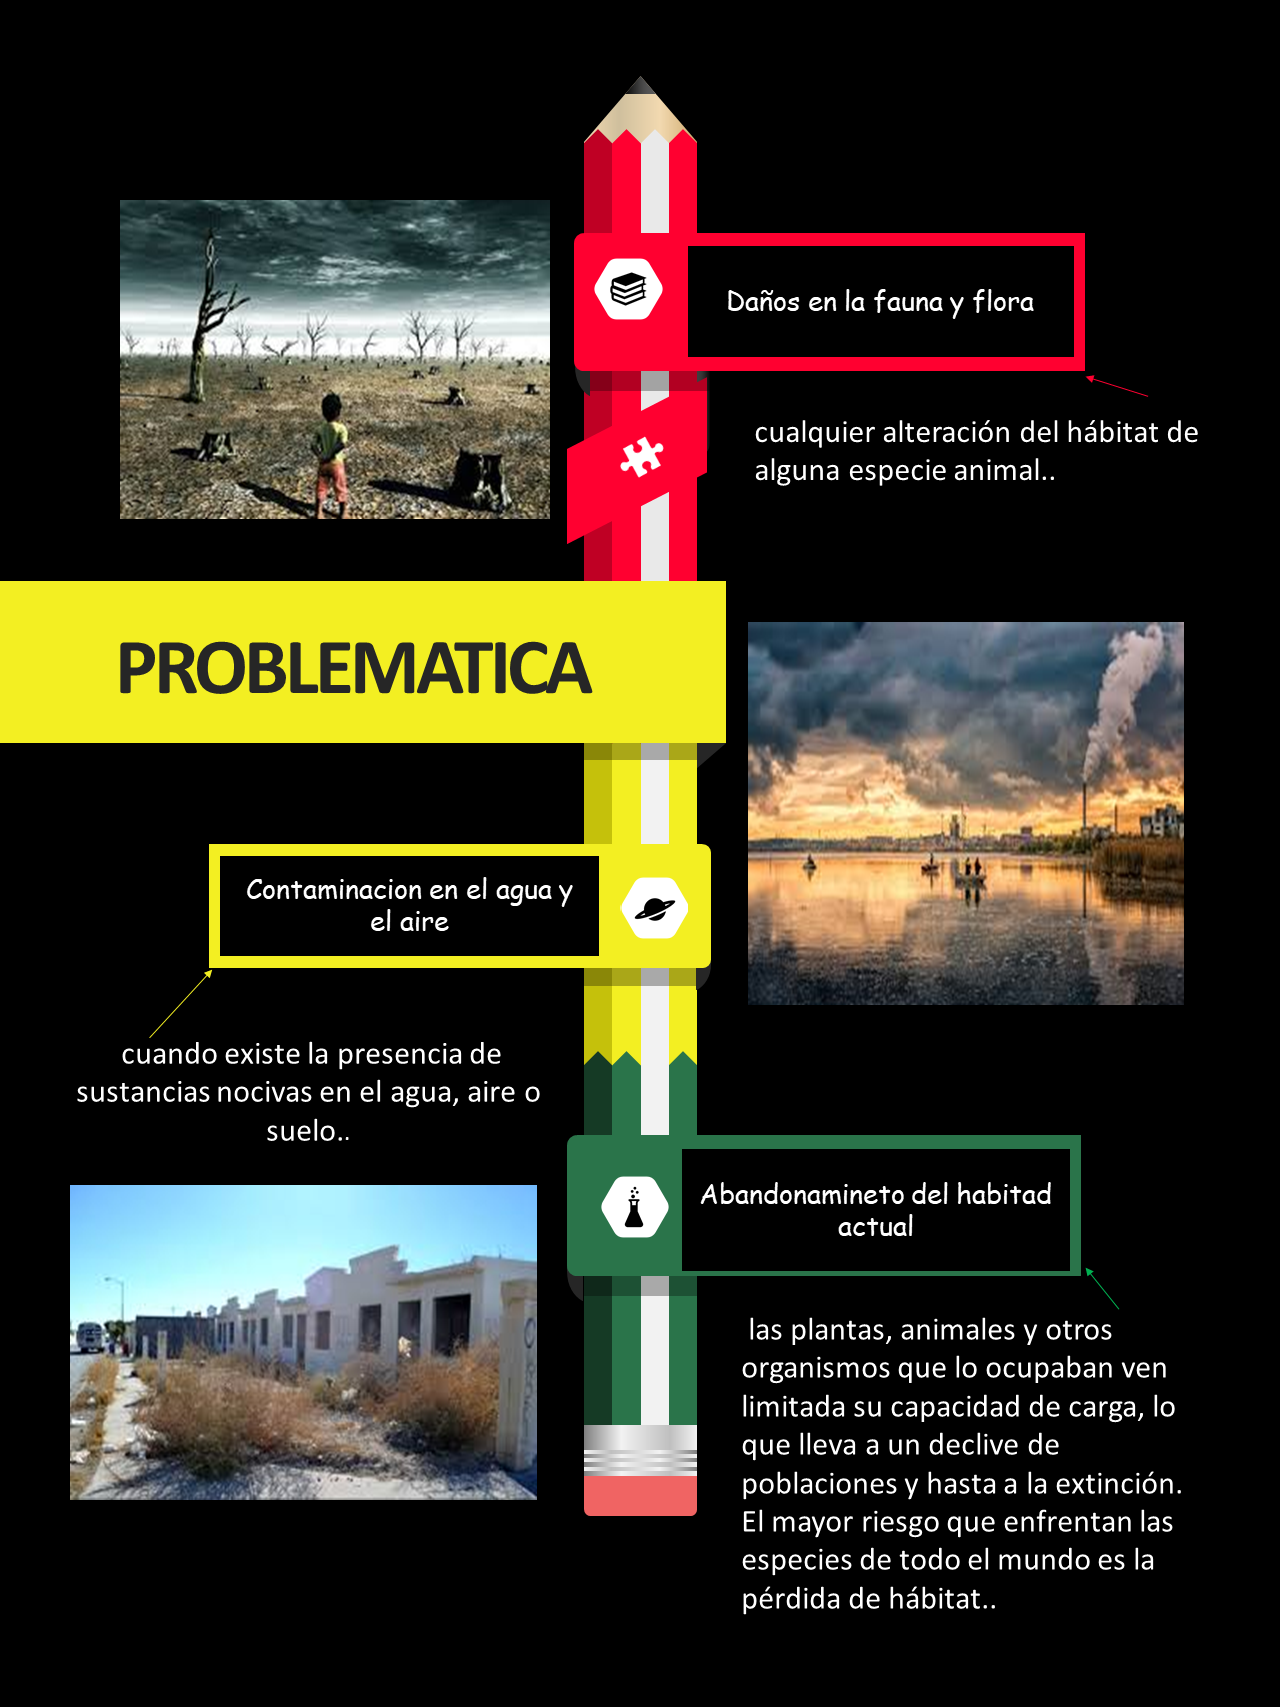 Daños en la fauna y flora
cualquier alteración del hábitat de
alguna especie animal..
PROBLEMATICA
Contaminacion en el agua y
el aire
cuando existe la presencia de
sustancias nocivas en el agua, aire o
suelo..
Abandonamineto del habitad
actual
las plantas, animales y otros
organismos que lo ocupaban ven
limitada su capacidad de carga, lo
que lleva a un declive de
poblaciones y hasta a la extinción.
El mayor riesgo que enfrentan las
especies de todo el mundo es la
pérdida de hábitat..